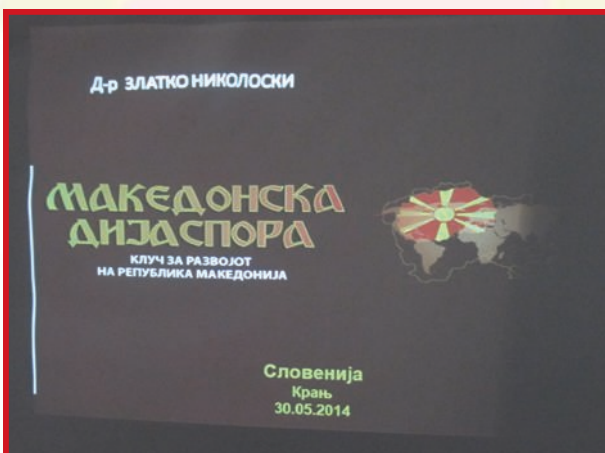 Д-р ЗЛАТКО НИКОЛОСКИ
МАКЕДОНСКА
ДИЈАСПОРА
КЛУЧ ЗА РАЗВОЈОТ
НА РЕПУБЛИКА МАКЕДОНИЈА
Словенија
Крањ
30.05.2014